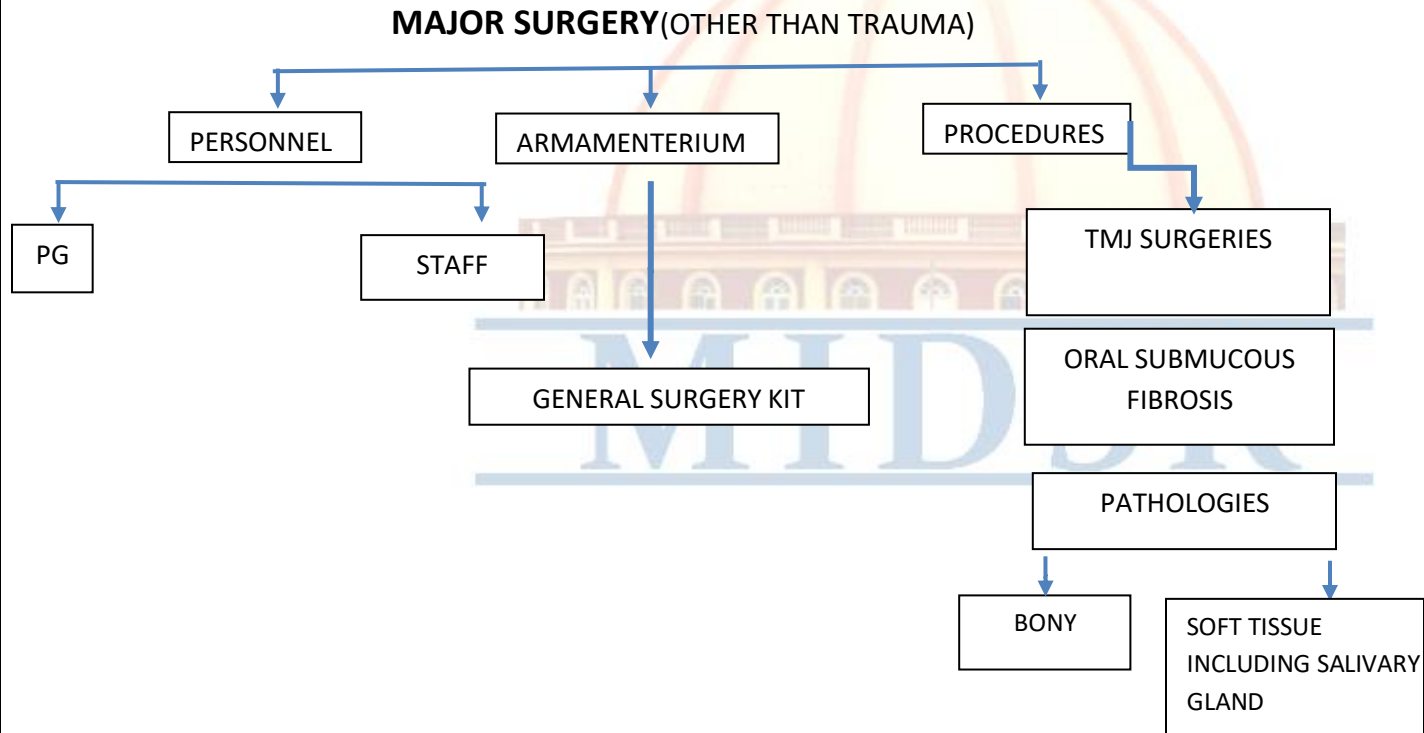 MAJOR SURGERY(OTHER THAN TRAUMA)
PERSONNEL
ARMAMENTERIUM
PROCEDURES
PG
STAFF
TMJ SURGERIES
GENERAL SURGERY KIT
ORAL SUBMUCOUS
FIBROSIS
PATHOLOGIES
BONY
SOFT TISSUE
INCLUDING SALIVARY
GLAND
MIDSR